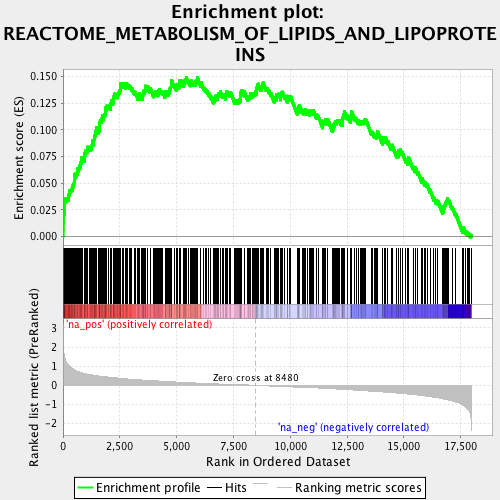 Enrichment plot:
REACTOME_METABOLISM_OF_LIPIDS_AND_LIPOPROTE
INS
Enrichment score (ES)
0.150
0.125
0.100
0.075
0.050
0.025
0.000
'na_pos' (positively correlated)
Ranked list metric (PreRanked)
3
2
1
0
-1
-2
Zero cross at 8480
'na_neg' (negatively correlated)
0
2,500
5,000
7,500
10,000
12,500
15,000
17,500
Rank in Ordered Dataset
Enrichment profile
Hits
Ranking metric scores